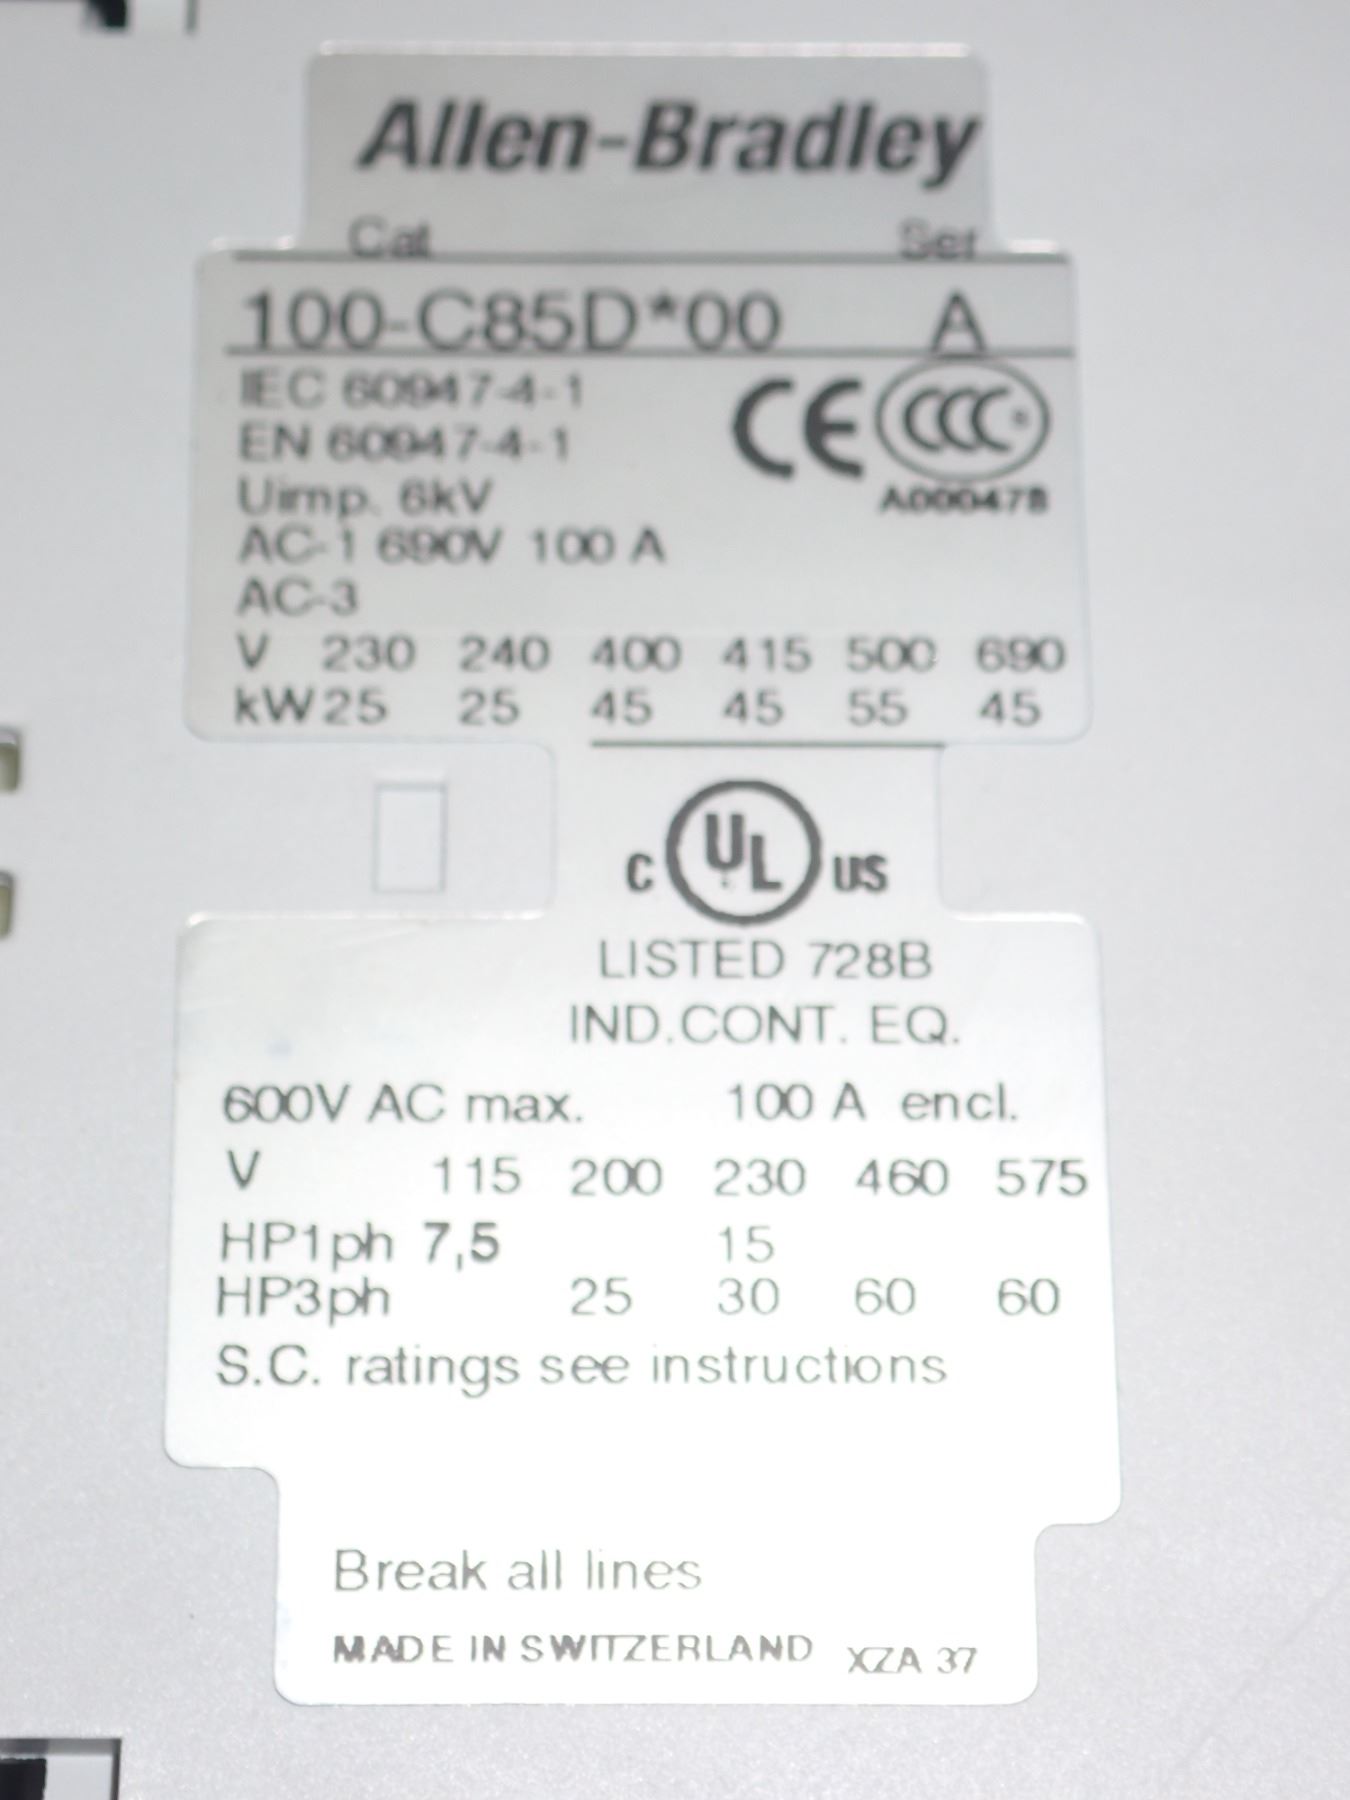 Allen-Bradley
Cat Ser
100-C85D*00 A
IEC 60947-4-1
EN 60947-4-1
CE CCC S
Uimp. 6kV
A000478
AC-1 690V 100 A
AC-3
V 230 240 400 415 500 690
kW 25 25 45 45 55 45
C UL US
LISTED 728B
IND.CONT. EQ.
600V AC max. 100 A encl.
V 115 200 230 460 575
HP1ph 7,5 15
HP3ph 25 30 60 60
S.C. ratings see instructions
Break all lines
MADE IN SWITZERLAND XZA 37